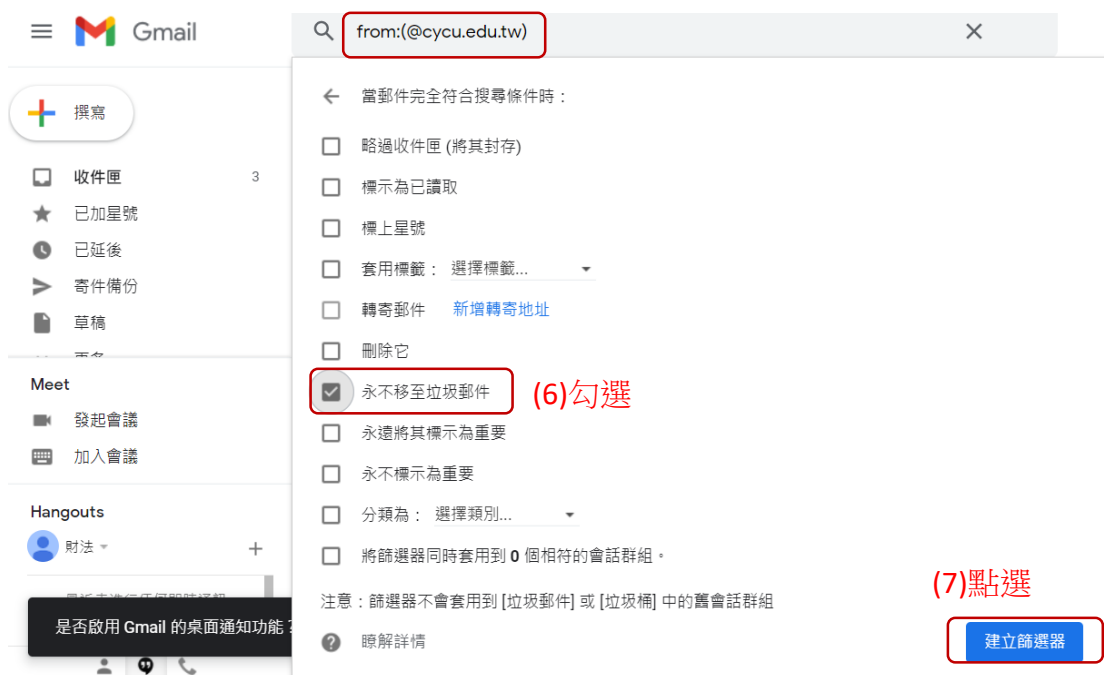 Gmail
from:(@cycu.edu.tw)
撰寫
收件匣 3
已加星號
已延後
寄件備份
草稿
更多
Meet
發起會議
加入會議
Hangouts
財法
是否啟用 Gmail 的桌面通知功能？
當郵件完全符合搜尋條件時：
略過收件匣 (將其封存)
標示為已讀取
標上星號
套用標籤： 選擇標籤...
轉寄郵件 新增轉寄地址
刪除它
永不移至垃圾郵件 (6)勾選
永遠將其標示為重要
永不標示為重要
分類為： 選擇類別...
將篩選器同時套用到 0 個相符的會話群組。
注意：篩選器不會套用到 [垃圾郵件] 或 [垃圾桶] 中的舊會話群組
瞭解詳情
(7)點選
建立篩選器